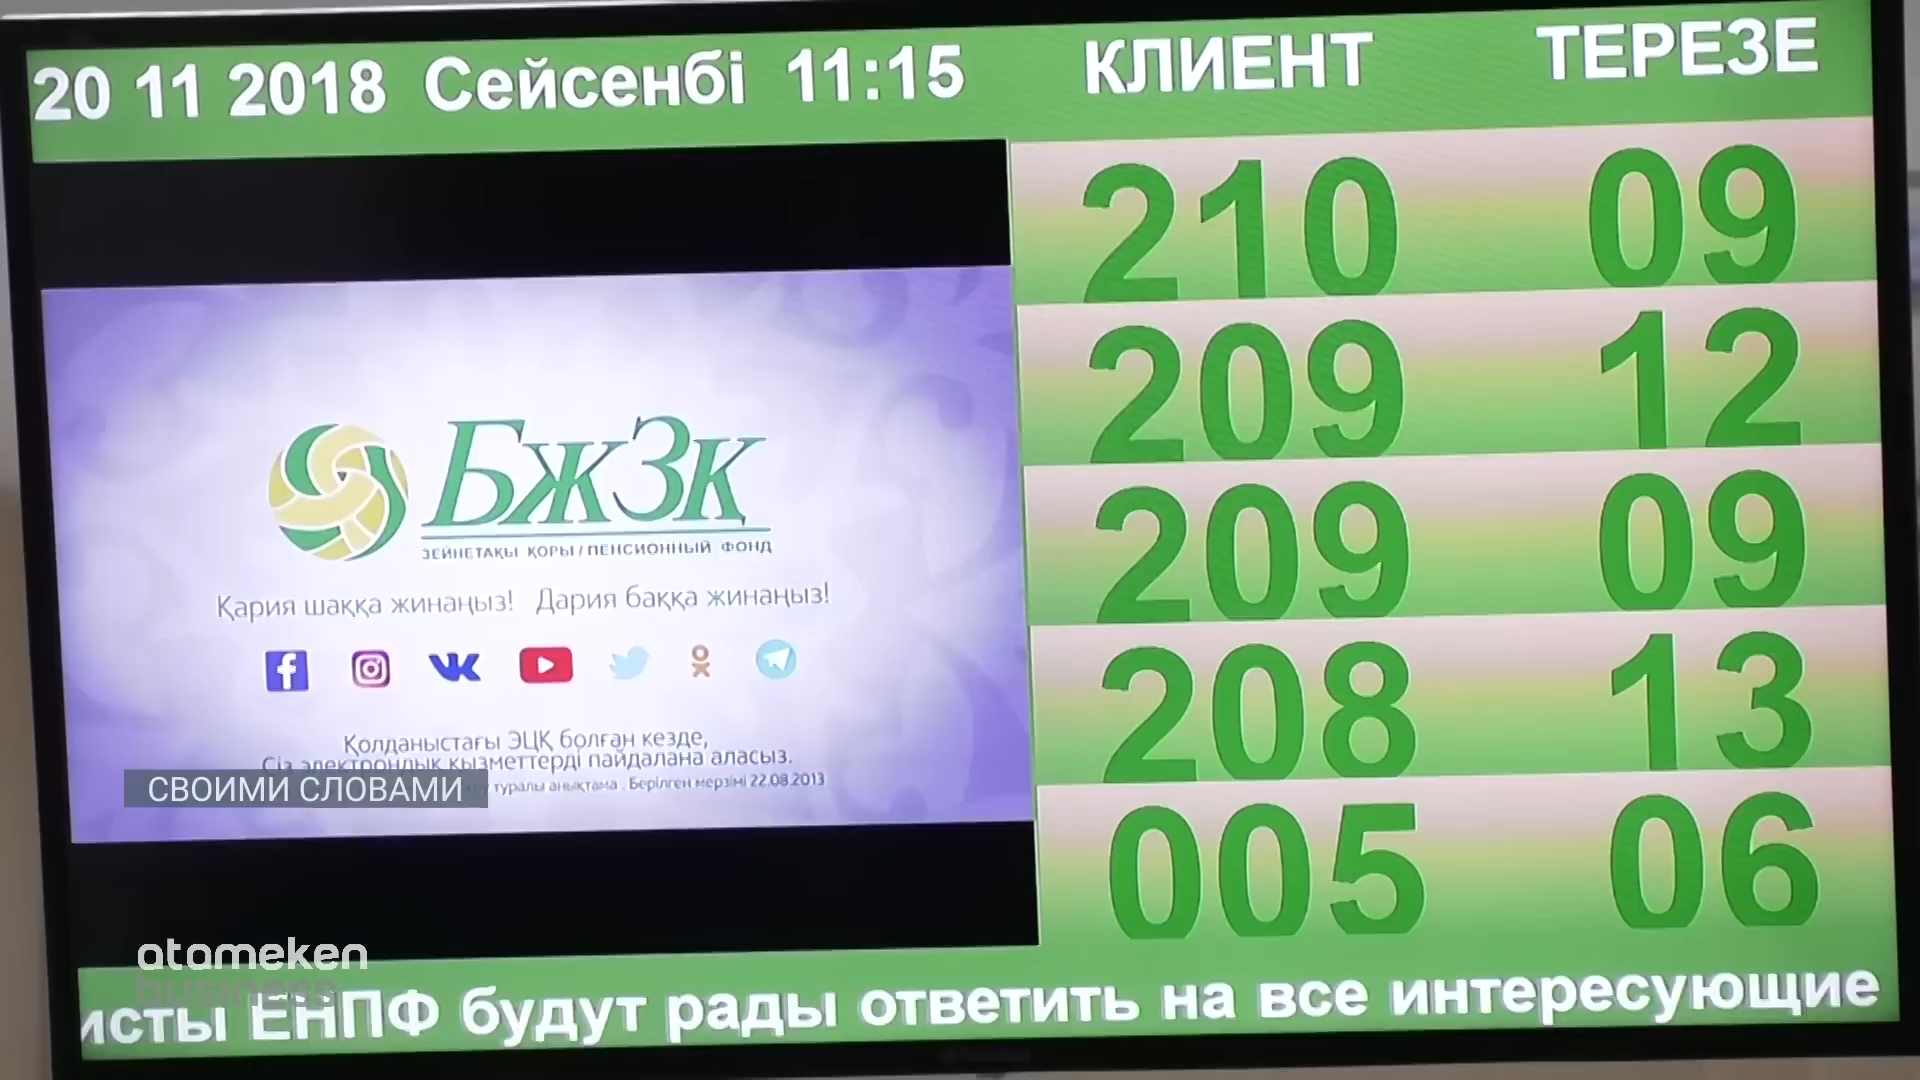 20 11 2018 Сейсенбі 11:15 КЛИЕНТ ТЕРЕЗЕ
210 09
209 12
209 09
208 13
005 06
БжЗқ
ЗЕЙНЕТАҚЫ ҚОРЫ/ПЕНСИОННЫЙ ФОНД
Қария шаққа жинаңыз! Дария баққа жинаңыз!
Қолданыстағы ЭЦҚ болған кезде,
Сіз электрондық қызметтерді пайдалана аласыз.
туралы анықтама . Берілген мерзімі 22.08.2013
СВОИМИ СЛОВАМИ
atameken
business
исты ЕНПФ будут рады ответить на все интересующие